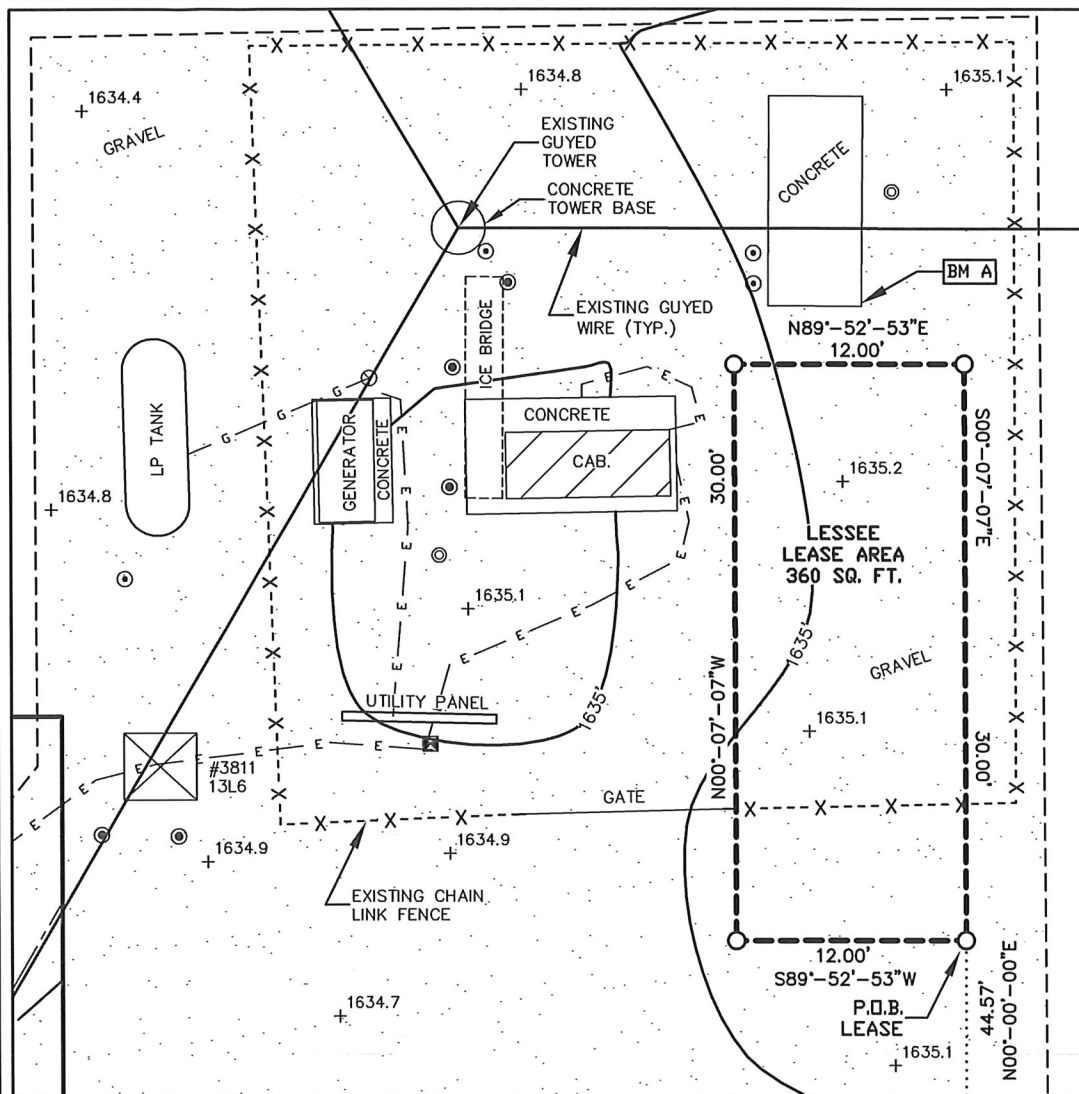 1634.4
1634.8
1635.1
GRAVEL
EXISTING
GUYED
TOWER
CONCRETE
TOWER BASE
CONCRETE
BM A
EXISTING GUYED
WIRE (TYP.)
N89°-52'-53"E
12.00'
ICE BRIDGE
LP TANK
G
G
G
GENERATOR
CONCRETE
CONCRETE
CAB.
E
E
E
E
E
30.00'
S00°-07'-07"E
1635.2
1634.8
LESSEE
LEASE AREA
360 SQ. FT.
1635.1
E
E
E
E
E
E
1635'
1635'
GRAVEL
N00°-07'-07"W
UTILITY PANEL
1635.1
30.00'
E
E
E
E
E
E
E
#3811
13L6
GATE
1634.9
1634.9
EXISTING CHAIN
LINK FENCE
12.00'
S89°-52'-53"W
P.O.B.
LEASE
44.57'
N00°-00'-00"E
1634.7
1635.1